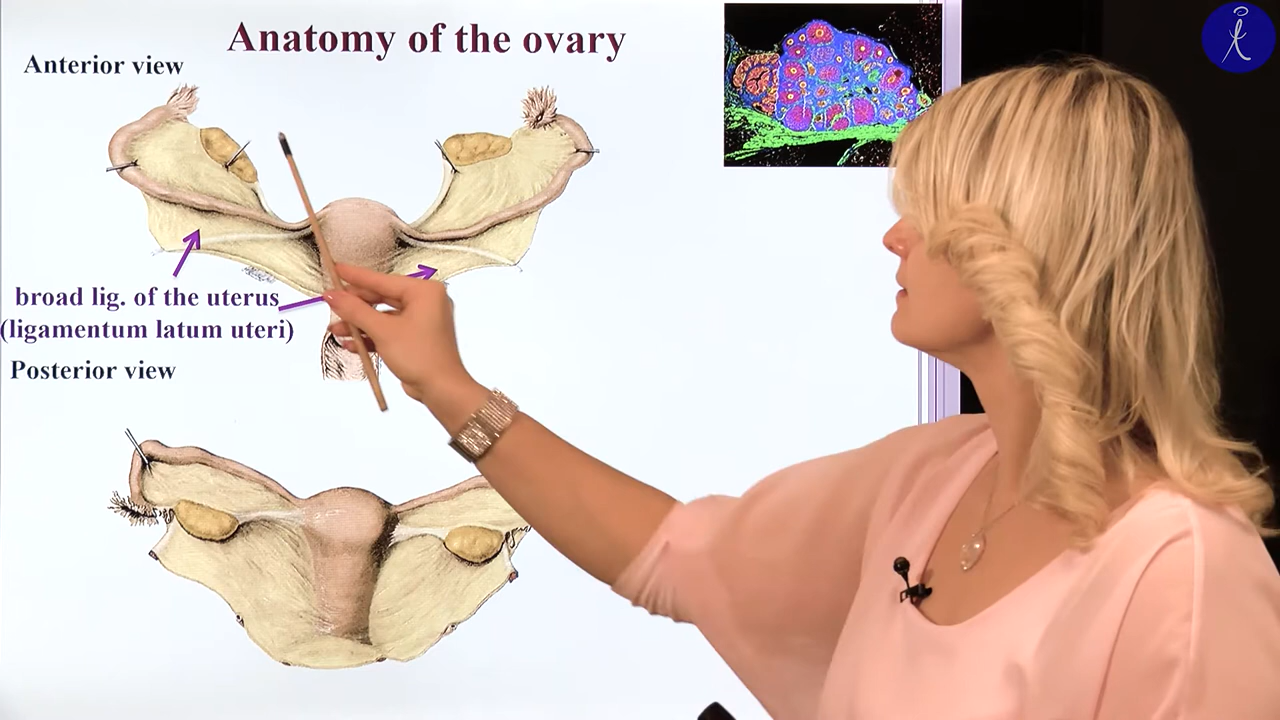 Anatomy of the ovary
Anterior view
broad lig. of the uterus
(ligamentum latum uteri)
Posterior view